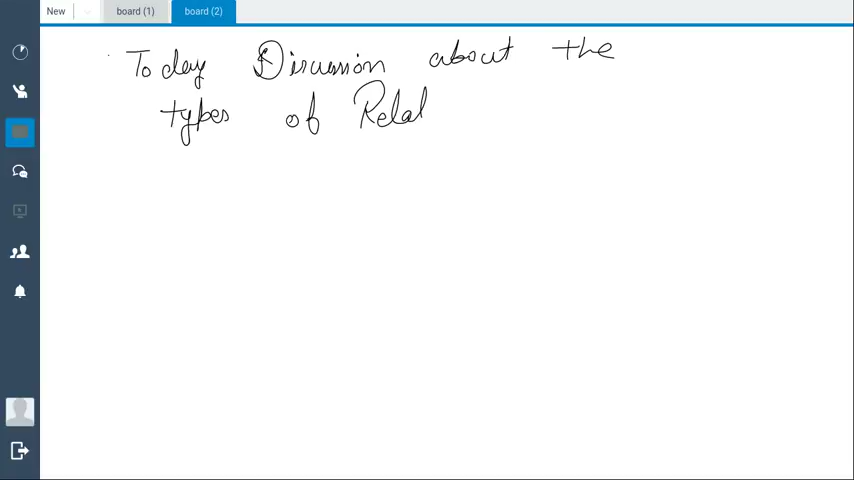 New board (1) board (2)
Today Discussion about the
types of Relat